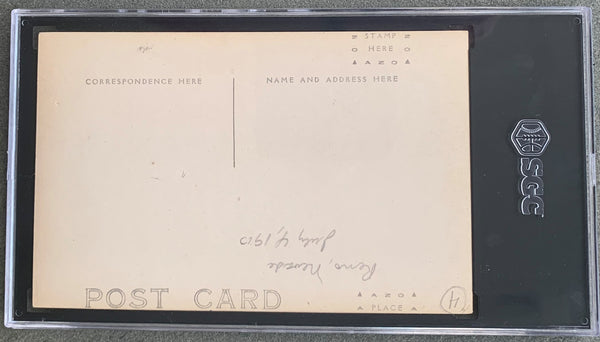 STAMP
HERE
AZO
CORRESPONDENCE HERE
NAME AND ADDRESS HERE
Reno, Nevada
July 4, 1910
POST CARD
AZO
PLACE
H
SGC